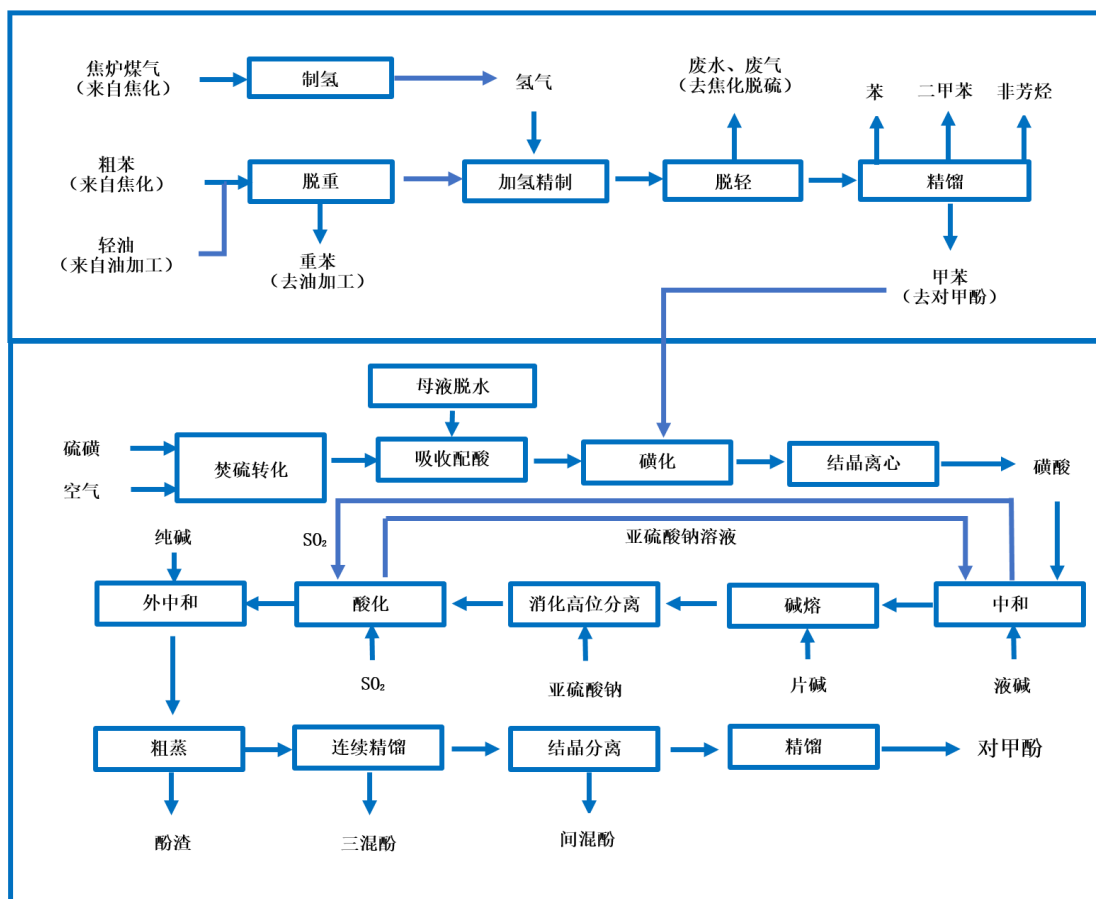 焦炉煤气
（来自焦化）
制氢
氢气
废水、废气
（去焦化脱硫）
苯
二甲苯
非芳烃
粗苯
（来自焦化）
脱重
加氢精制
脱轻
精馏
轻油
（来自油加工）
重苯
（去油加工）
甲苯
（去对甲酚）
母液脱水
硫磺
空气
焚硫转化
吸收配酸
磺化
结晶离心
磺酸
纯碱
SO₂
亚硫酸钠溶液
外中和
酸化
消化高位分离
碱熔
中和
SO₂
亚硫酸钠
片碱
液碱
粗蒸
连续精馏
结晶分离
精馏
对甲酚
酚渣
三混酚
间混酚